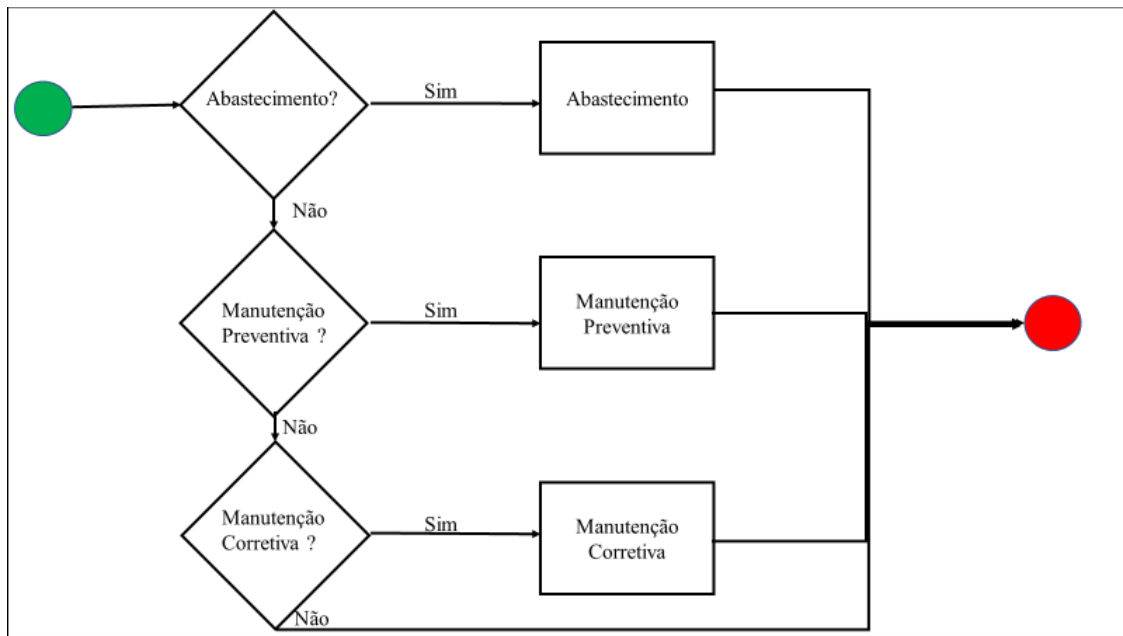 Abastecimento?
Sim
Abastecimento
Não
Manutenção
Preventiva ?
Sim
Manutenção
Preventiva
Não
Manutenção
Corretiva ?
Sim
Manutenção
Corretiva
Não